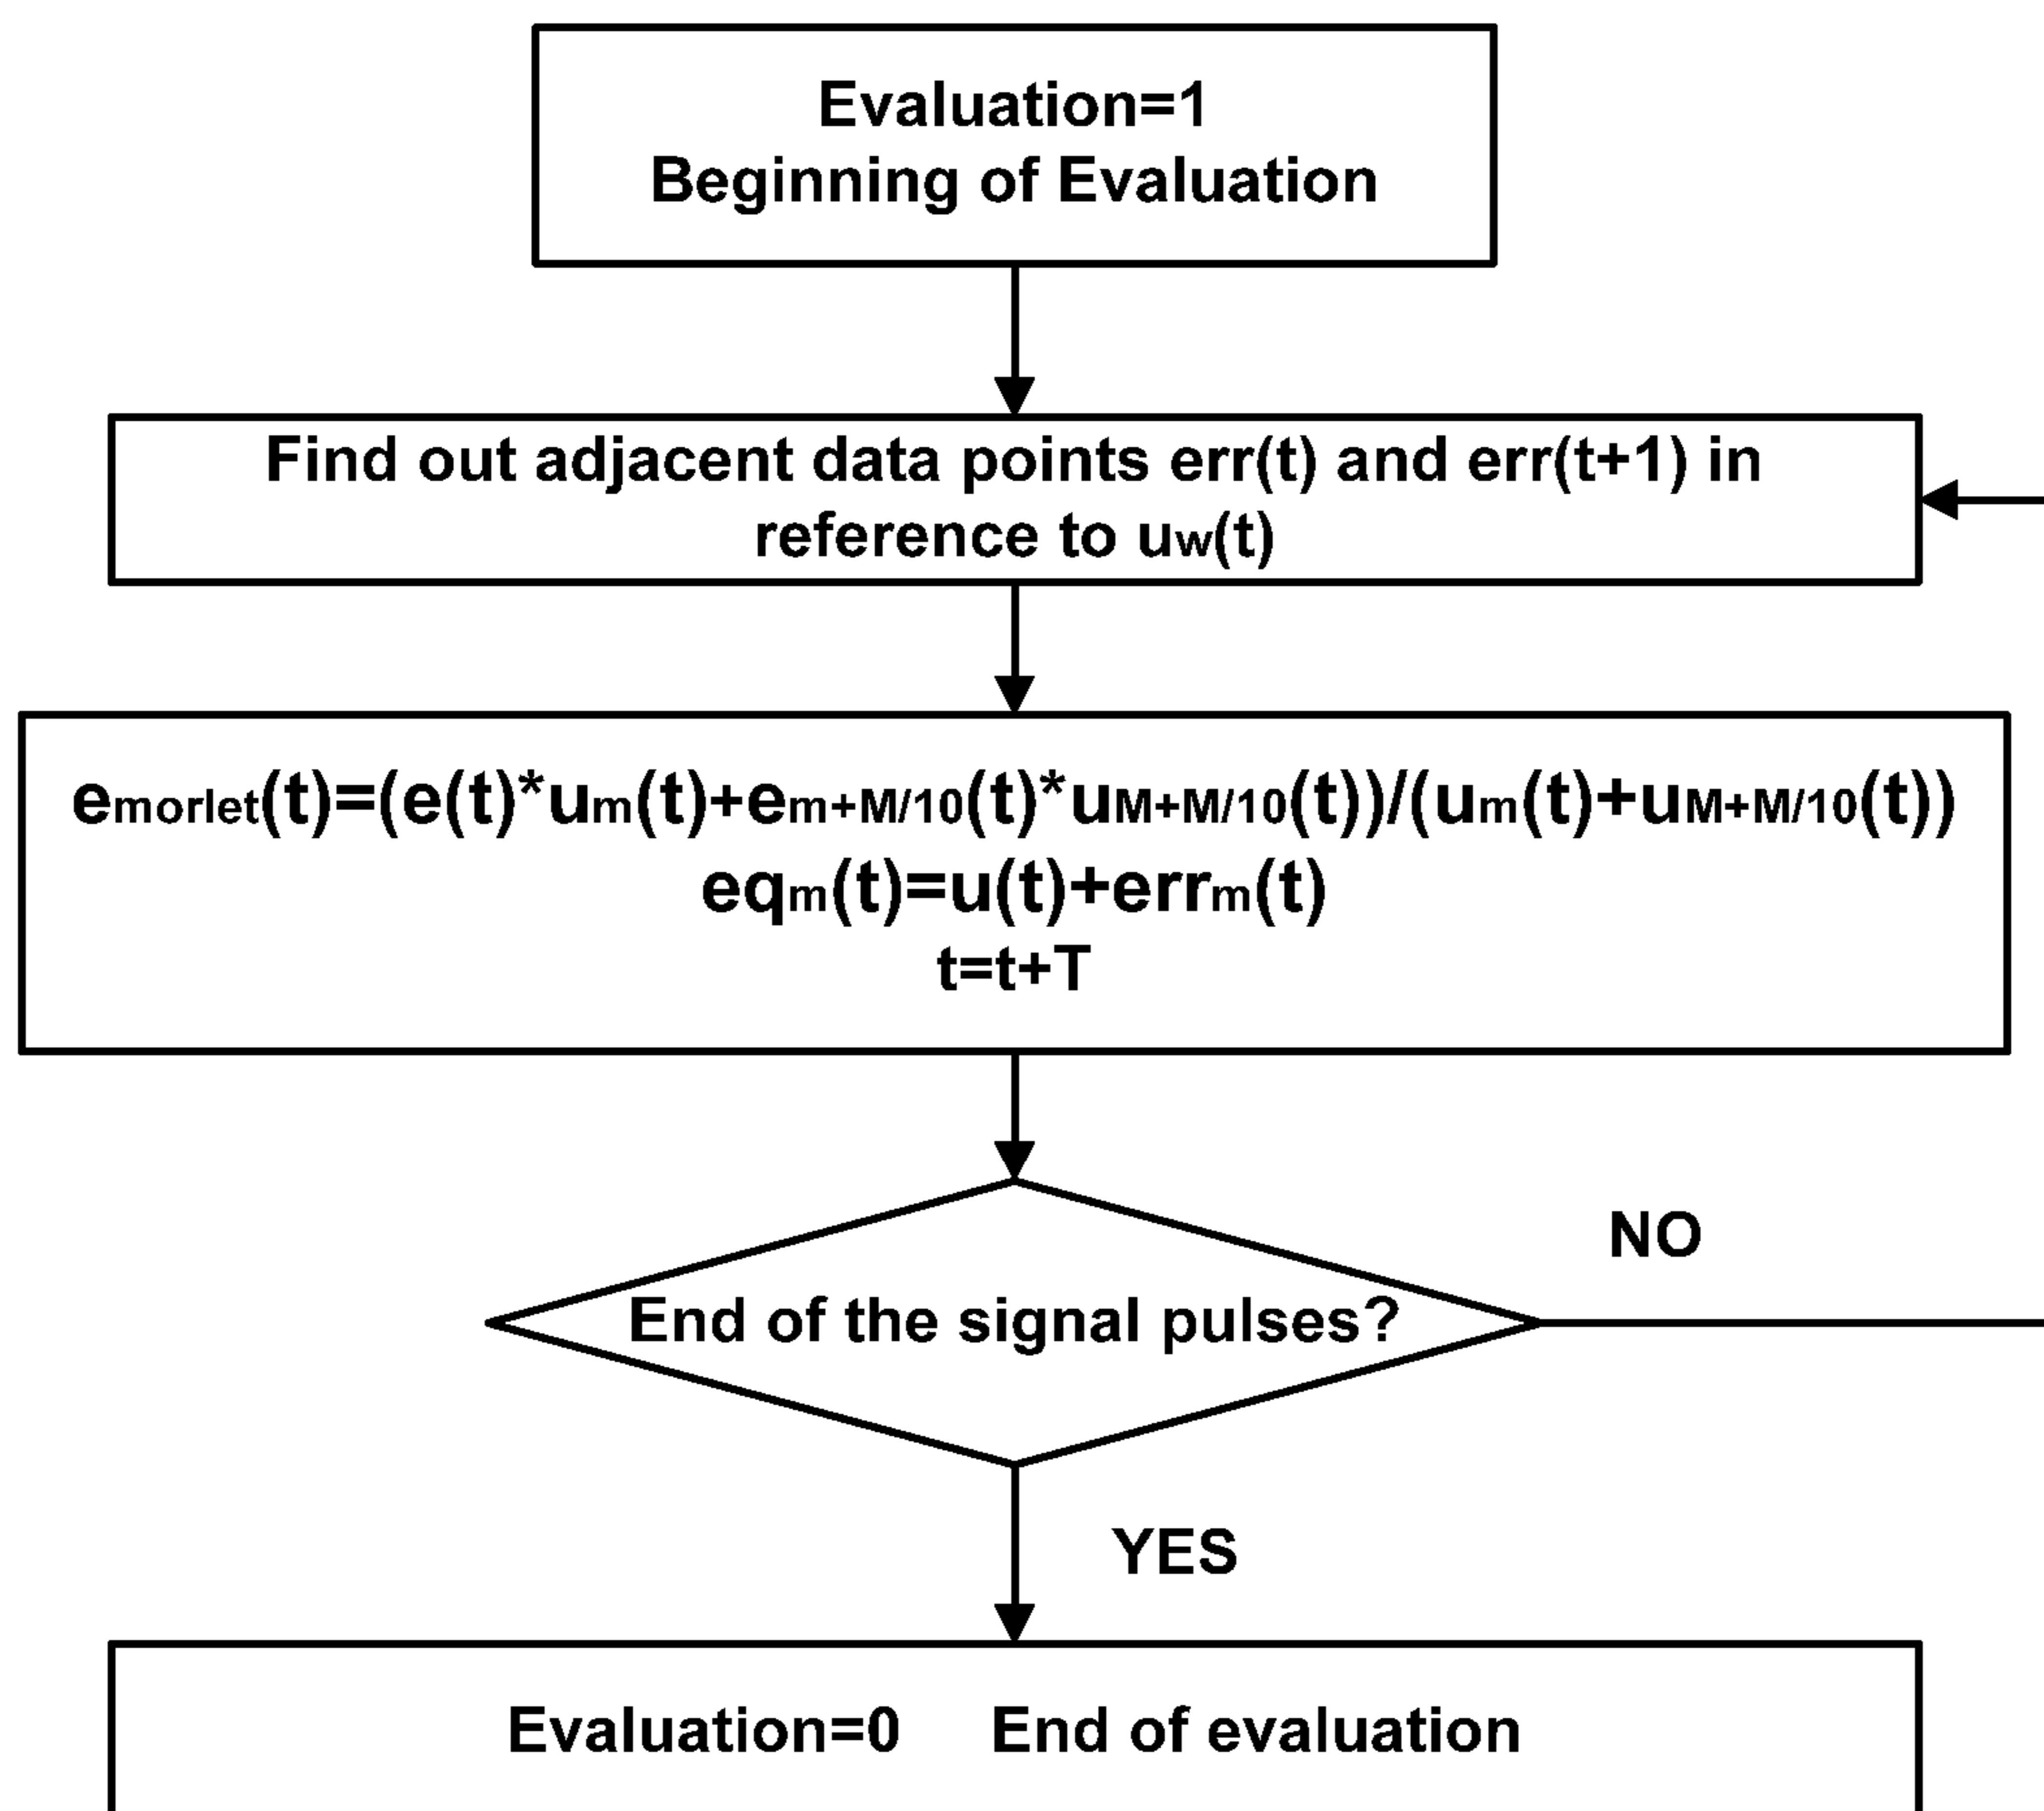 Evaluation=1
Beginning of Evaluation
Find out adjacent data points err(t) and err(t+1) in
reference to uw(t)
emorlet(t)=(e(t)*um(t)+em+M/10(t)*uM+M/10(t))/(um(t)+uM+M/10(t))
eqm(t)=u(t)+errm(t)
t=t+T
NO
End of the signal pulses?
YES
Evaluation=0 End of evaluation